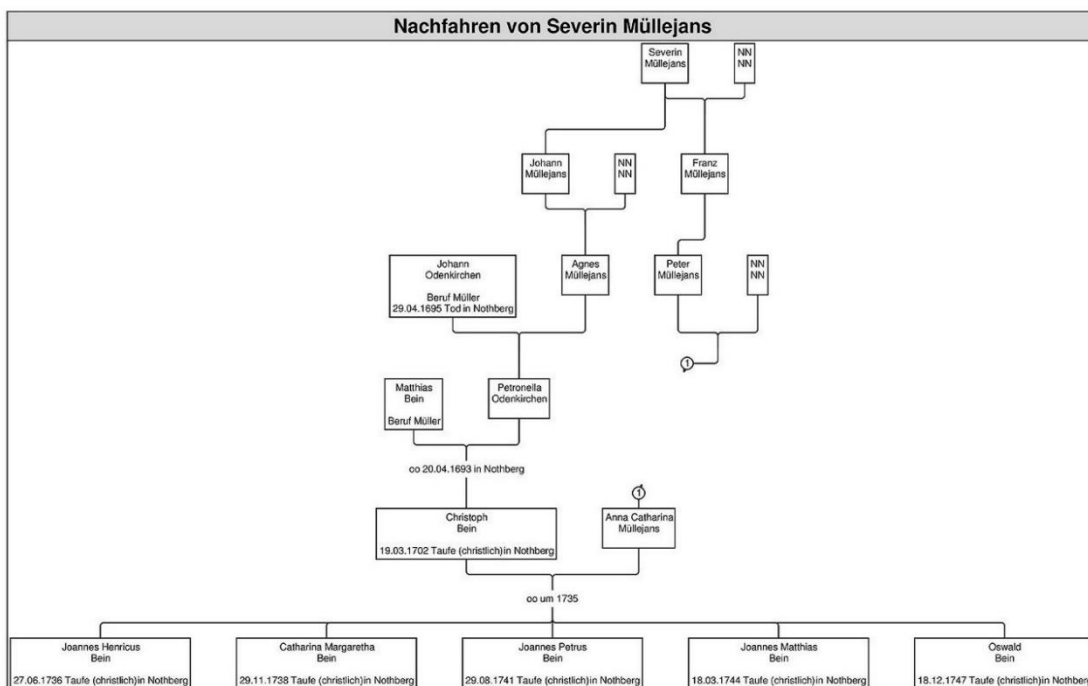 Nachfahren von Severin Müllejans
Severin
Müllejans
NN
NN
Johann
Müllejans
NN
NN
Franz
Müllejans
Johann
Odenkirchen
Beruf Müller
29.04.1695 Tod in Nothberg
Agnes
Müllejans
Peter
Müllejans
NN
NN
1
Matthias
Bein
Beruf Müller
Petronella
Odenkirchen
oo 20.04.1693 in Nothberg
1
Christoph
Bein
19.03.1702 Taufe (christlich)in Nothberg
Anna Catharina
Müllejans
oo um 1735
Joannes Henricus
Bein
27.06.1736 Taufe (christlich)in Nothberg
Catharina Margaretha
Bein
29.11.1738 Taufe (christlich)in Nothberg
Joannes Petrus
Bein
29.08.1741 Taufe (christlich)in Nothberg
Joannes Matthias
Bein
18.03.1744 Taufe (christlich)in Nothberg
Oswald
Bein
18.12.1747 Taufe (christlich)in Nothberg